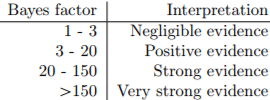 Bayes factor Interpretation
1 - 3 Negligible evidence
3 - 20 Positive evidence
20 - 150 Strong evidence
>150 Very strong evidence